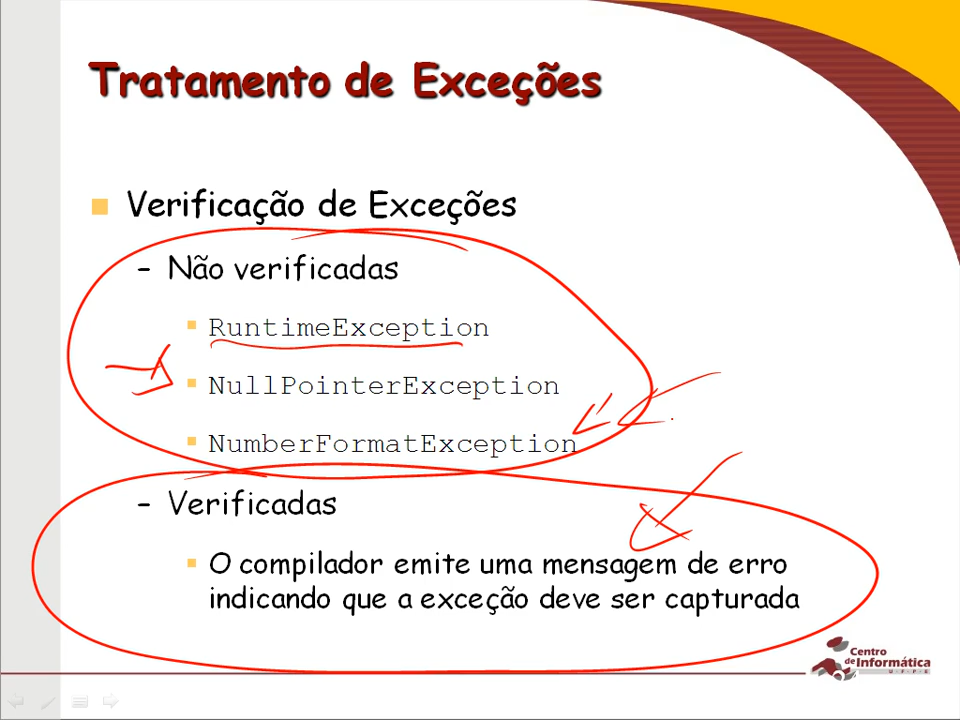 Tratamento de Exceções
Verificação de Exceções
– Não verificadas
RuntimeException
NullPointerException
NumberFormatException
– Verificadas
O compilador emite uma mensagem de erro
indicando que a exceção deve ser capturada
Centro
de Informática
UFPE